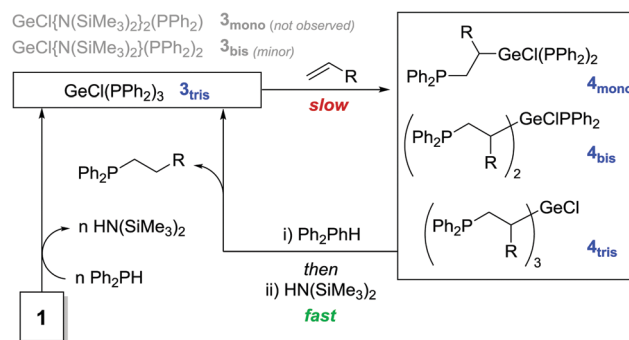 GeCl{N(SiMe3)2}2(PPh2) 3mono (not observed)
GeCl{N(SiMe3)2}(PPh2)2 3bis (minor)
GeCl(PPh2)3 3tris
R
slow
R
Ph2P
GeCl(PPh2)2
4mono
Ph2P
GeClPPh2
R
2
4bis
Ph2P
GeCl
R
3
4tris
Ph2P
R
n HN(SiMe3)2
n Ph2PH
1
i) Ph2PhH
then
ii) HN(SiMe3)2
fast